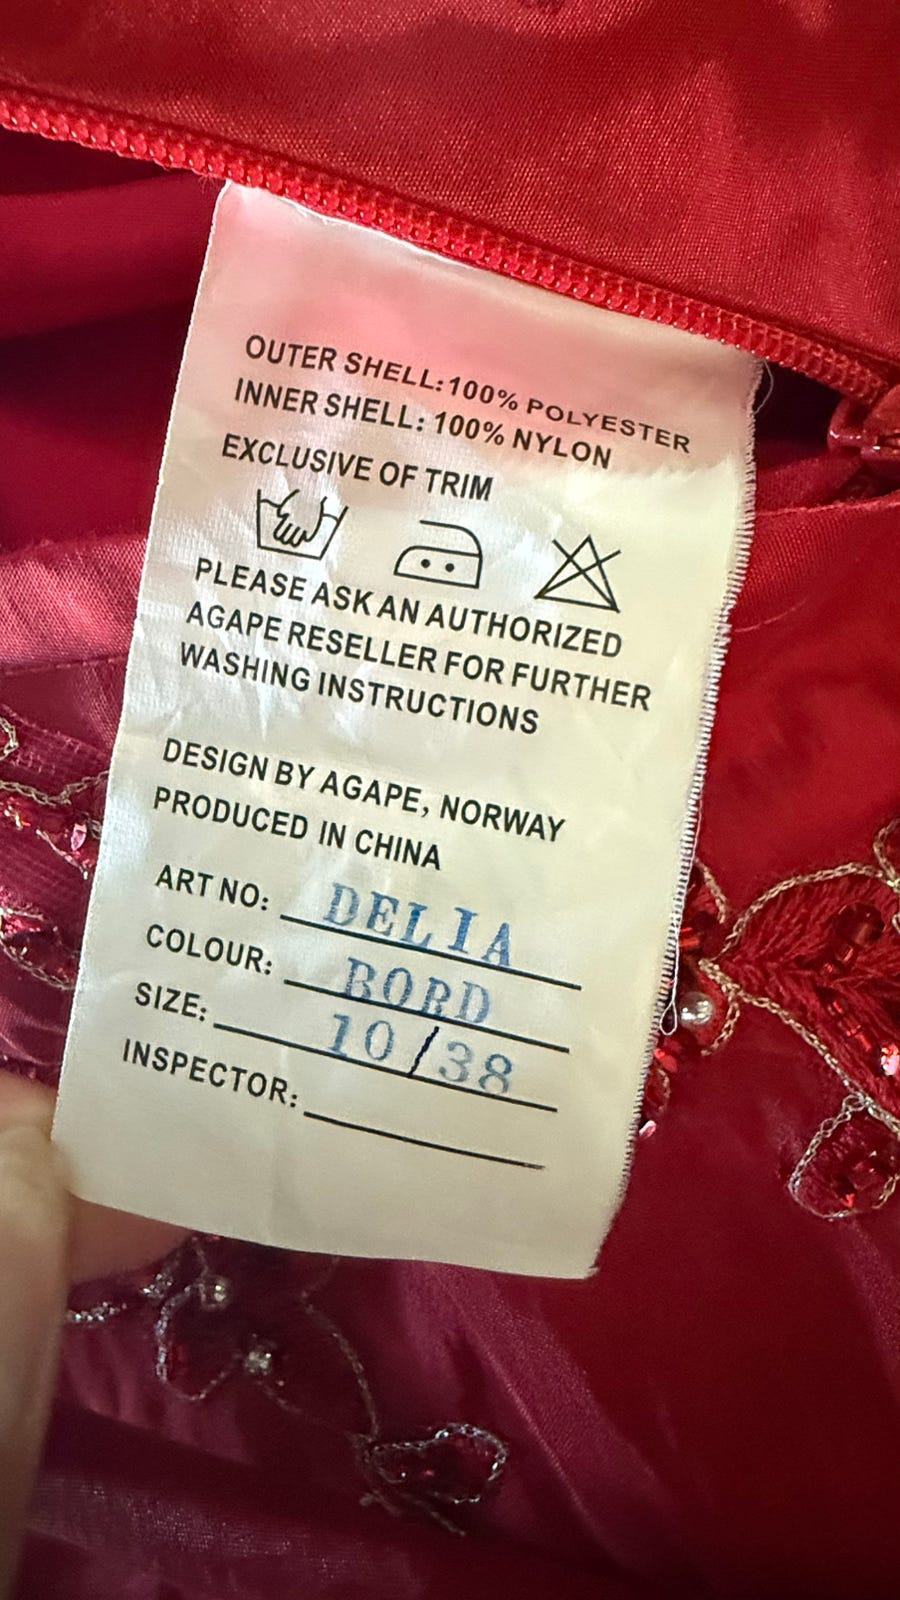 OUTER SHELL: 100% POLYESTER
INNER SHELL: 100% NYLON
EXCLUSIVE OF TRIM
PLEASE ASK AN AUTHORIZED
AGAPE RESELLER FOR FURTHER
WASHING INSTRUCTIONS
DESIGN BY AGAPE, NORWAY
PRODUCED IN CHINA
ART NO: DELIA
COLOUR: BORD
SIZE: 10/38
INSPECTOR: